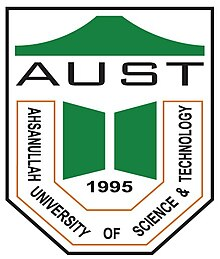 AUST
1995
AHSANULLAH UNIVERSITY OF SCIENCE & TECHNOLOGY